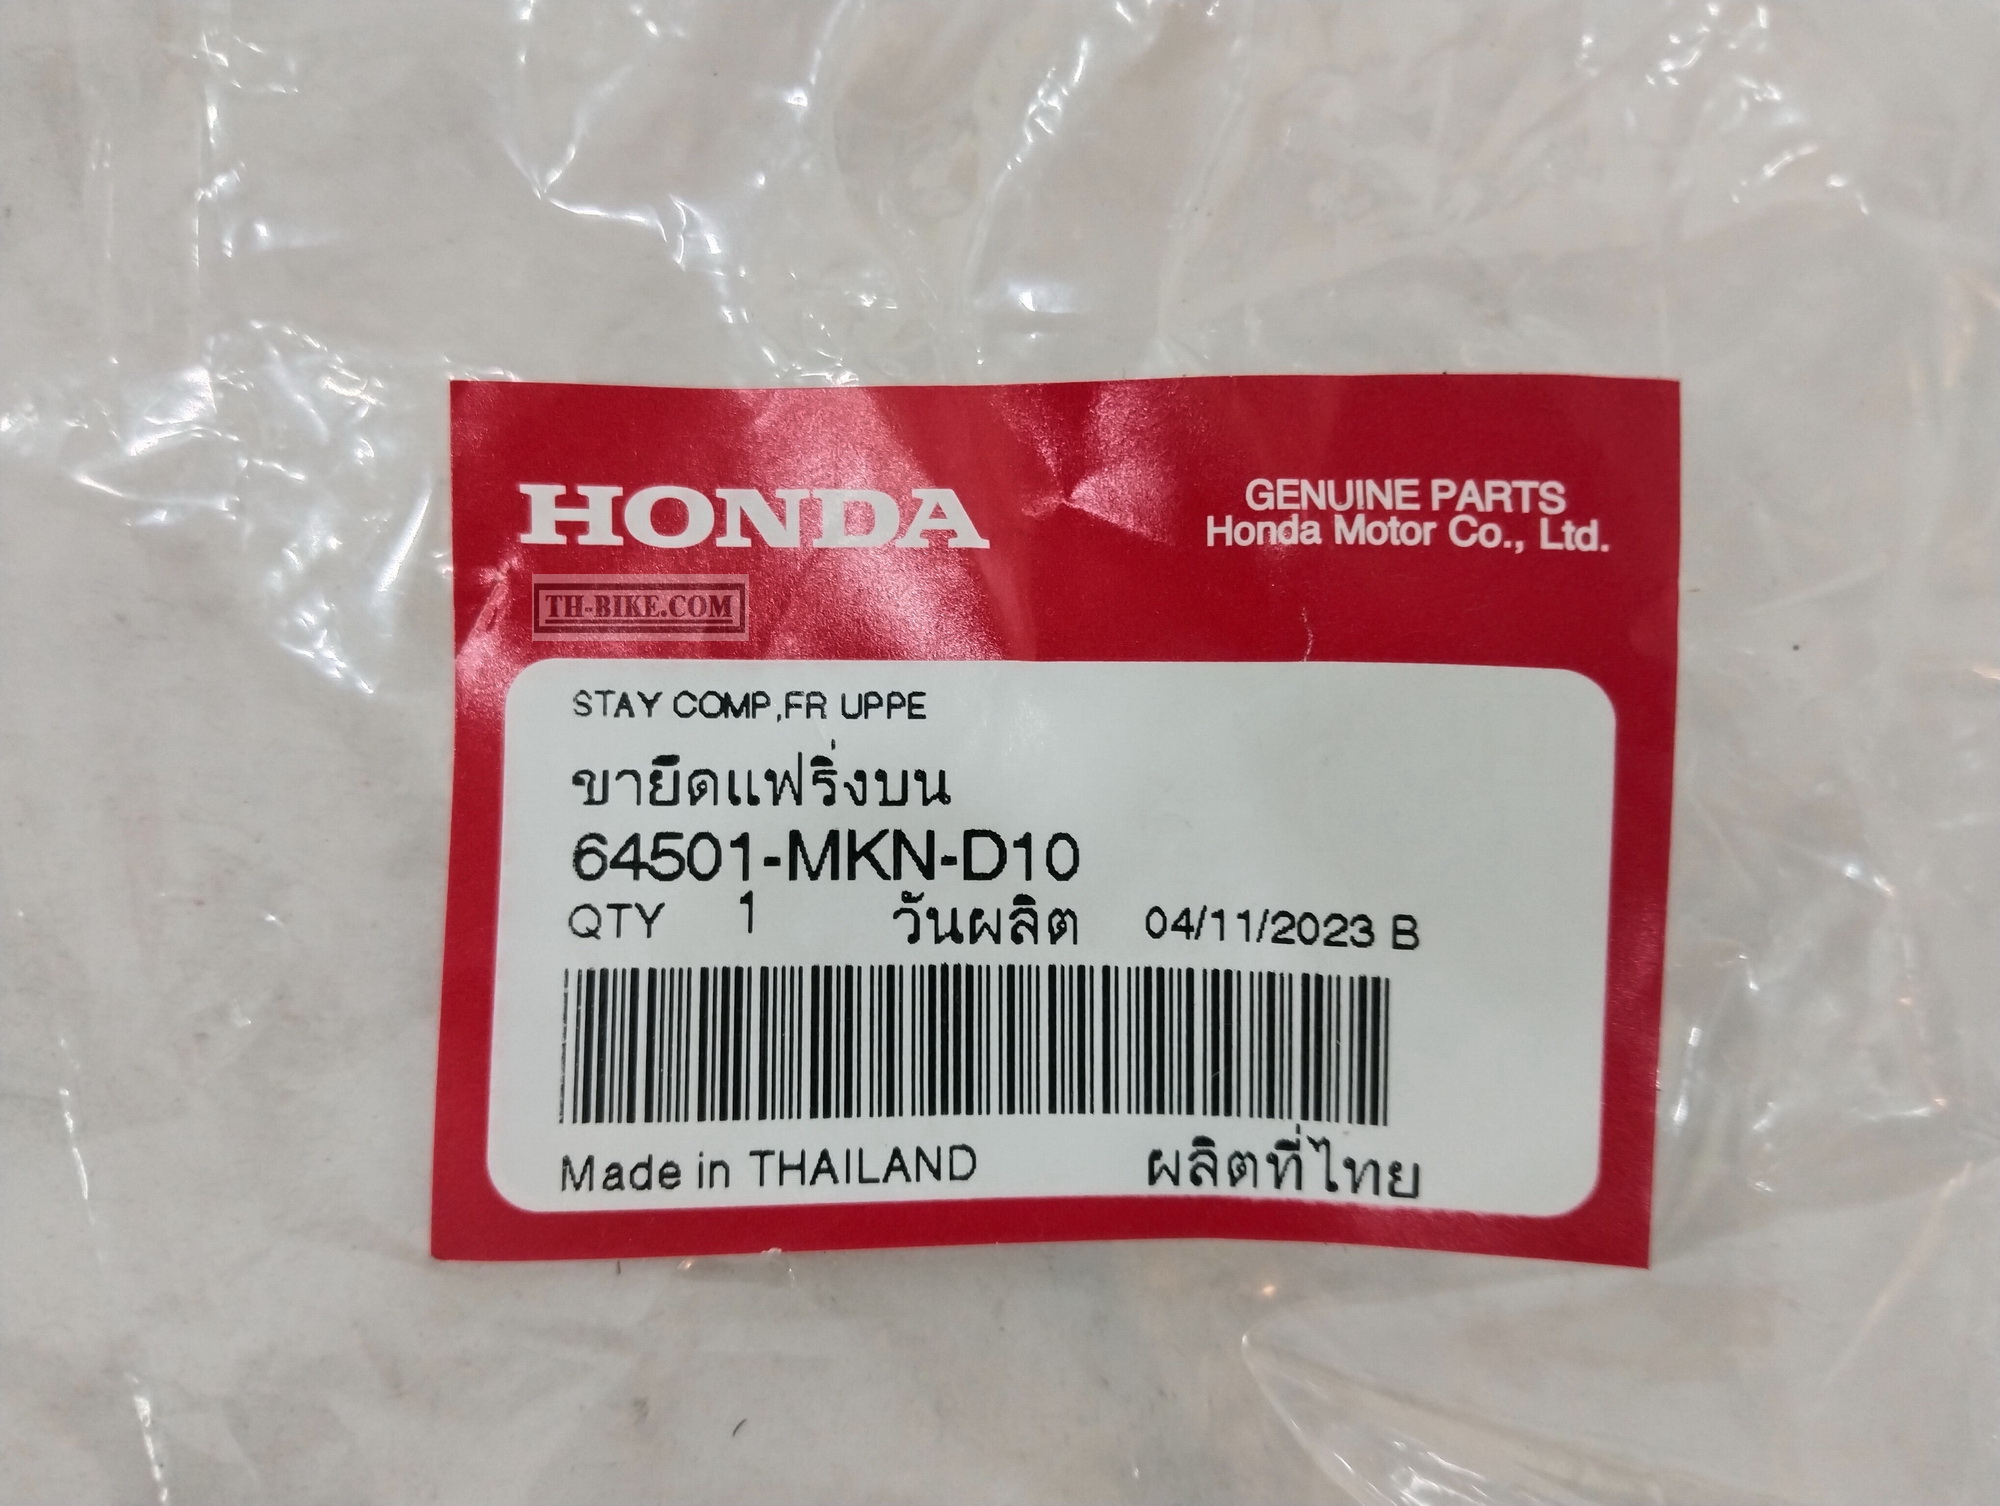 HONDA
GENUINE PARTS
Honda Motor Co., Ltd.
TH-BIKE.COM
STAY COMP,FR UPPE
ขายึดแฟริ่งบน
64501-MKN-D10
QTY 1 วันผลิต 04/11/2023 B
Made in THAILAND ผลิตที่ไทย